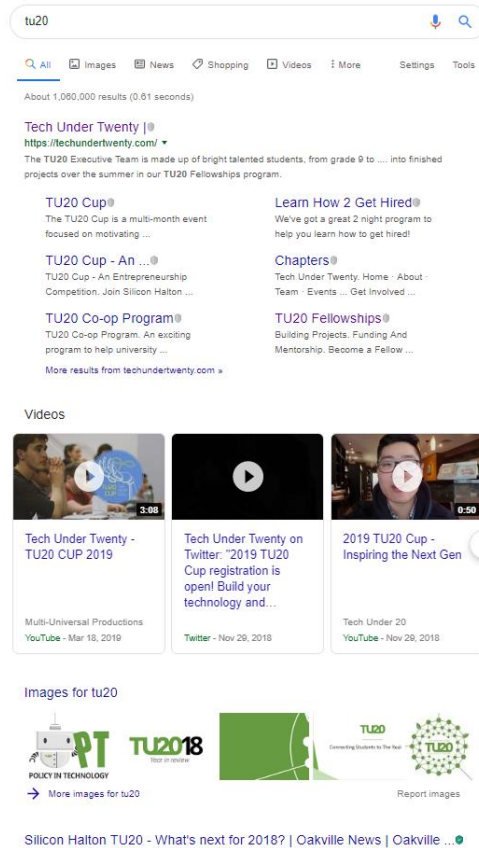 tu20
All Images News Shopping Videos More Settings Tools
About 1,060,000 results (0.61 seconds)
Tech Under Twenty |
https://techundertwenty.com/
The TU20 Executive Team is made up of bright talented students, from grade 9 to .... into finished
projects over the summer in our TU20 Fellowships program.
TU20 Cup
The TU20 Cup is a multi-month event
focused on motivating ...
Learn How 2 Get Hired
We've got a great 2 night program to
help you learn how to get hired!
TU20 Cup - An ...
TU20 Cup - An Entrepreneurship
Competition. Join Silicon Halton ...
Chapters
Tech Under Twenty. Home · About ·
Team · Events ... Get Involved ...
TU20 Co-op Program
TU20 Co-op Program. An exciting
program to help university ...
TU20 Fellowships
Building Projects. Funding And
Mentorship. Become a Fellow ...
More results from techundertwenty.com »
Videos
TU20
CUP
3:08
0:50
Tech Under Twenty -
TU20 CUP 2019
Multi-Universal Productions
YouTube - Mar 18, 2019
Tech Under Twenty on
Twitter: "2019 TU20
Cup registration is
open! Build your
technology and...
Twitter - Nov 29, 2018
2019 TU20 Cup -
Inspiring the Next Gen
Tech Under 20
YouTube - Nov 29, 2018
Images for tu20
PT
POLICY IN TECHNOLOGY
TU2018
Year in review
TU20
Connecting Students to The Real
TU20
More images for tu20
Report images
Silicon Halton TU20 - What's next for 2018? | Oakville News | Oakville ...